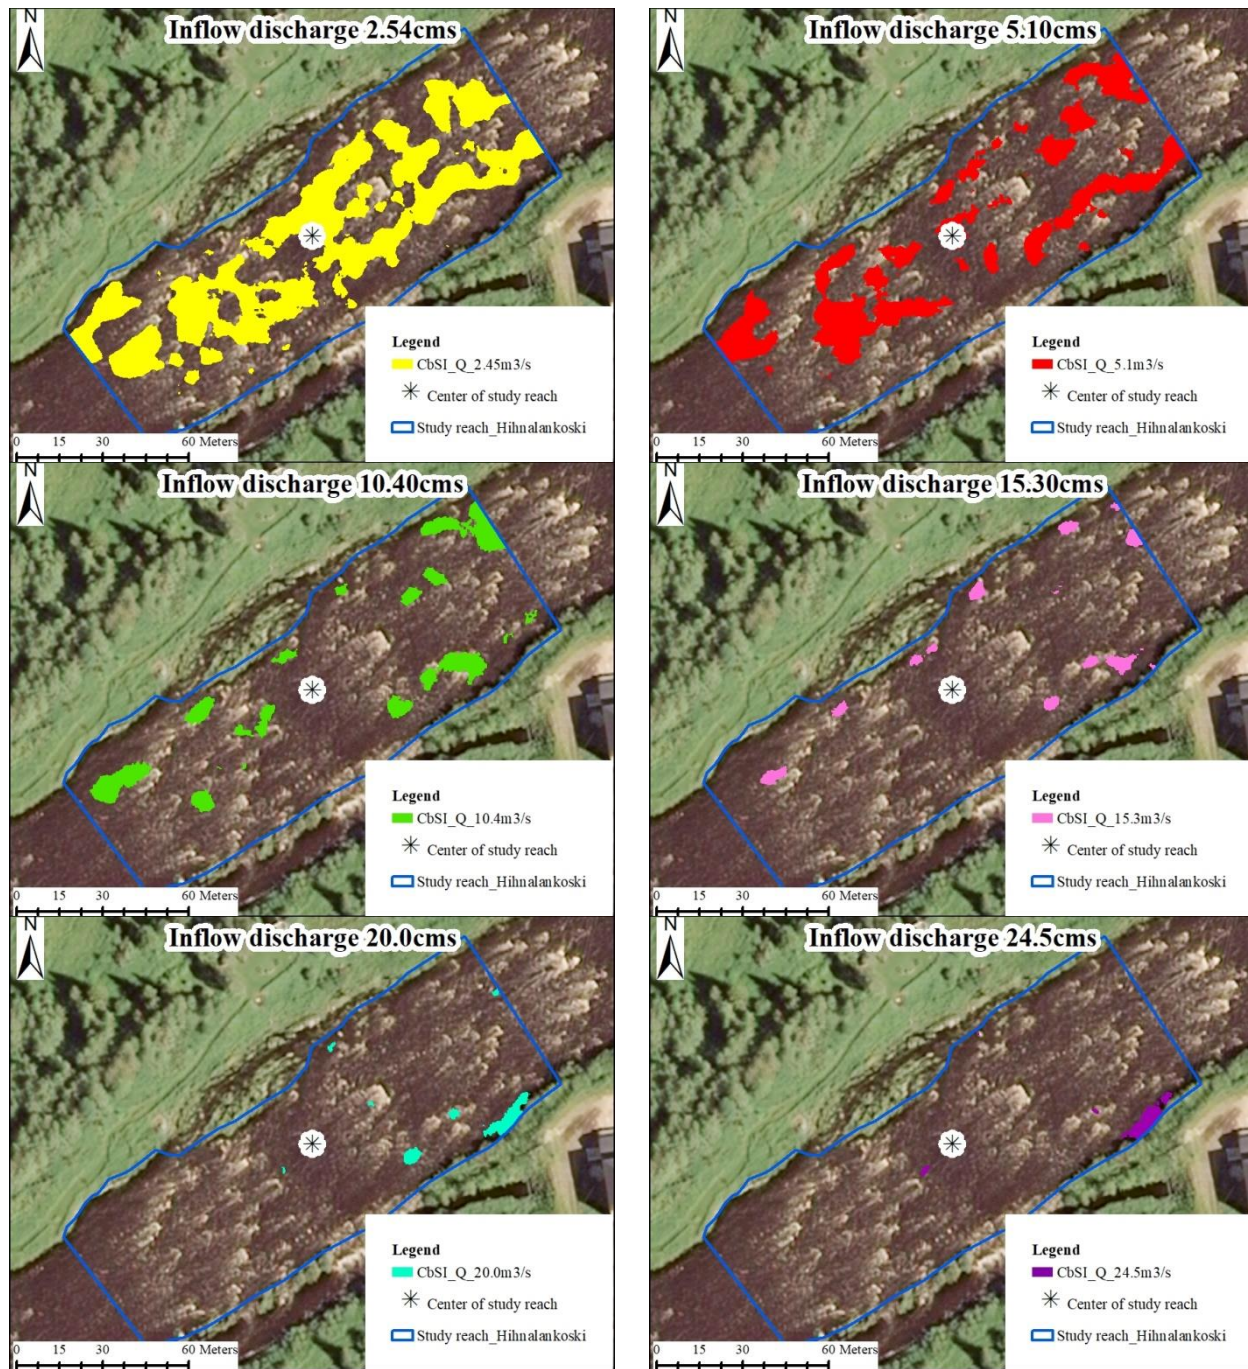 N
Inflow discharge 2.54cms
Legend
CbSI_Q_2.45m3/s
Center of study reach
Study reach_Hihnalankoski
0 15 30 60 Meters
N
Inflow discharge 5.10cms
Legend
CbSI_Q_5.1m3/s
Center of study reach
Study reach_Hihnalankoski
0 15 30 60 Meters
N
Inflow discharge 10.40cms
Legend
CbSI_Q_10.4m3/s
Center of study reach
Study reach_Hihnalankoski
0 15 30 60 Meters
N
Inflow discharge 15.30cms
Legend
CbSI_Q_15.3m3/s
Center of study reach
Study reach_Hihnalankoski
0 15 30 60 Meters
N
Inflow discharge 20.0cms
Legend
CbSI_Q_20.0m3/s
Center of study reach
Study reach_Hihnalankoski
0 15 30 60 Meters
N
Inflow discharge 24.5cms
Legend
CbSI_Q_24.5m3/s
Center of study reach
Study reach_Hihnalankoski
0 15 30 60 Meters